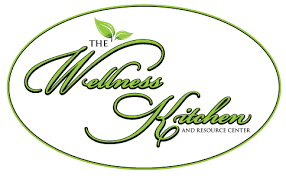 THE
Wellness
Kitchen
AND RESOURCE CENTER